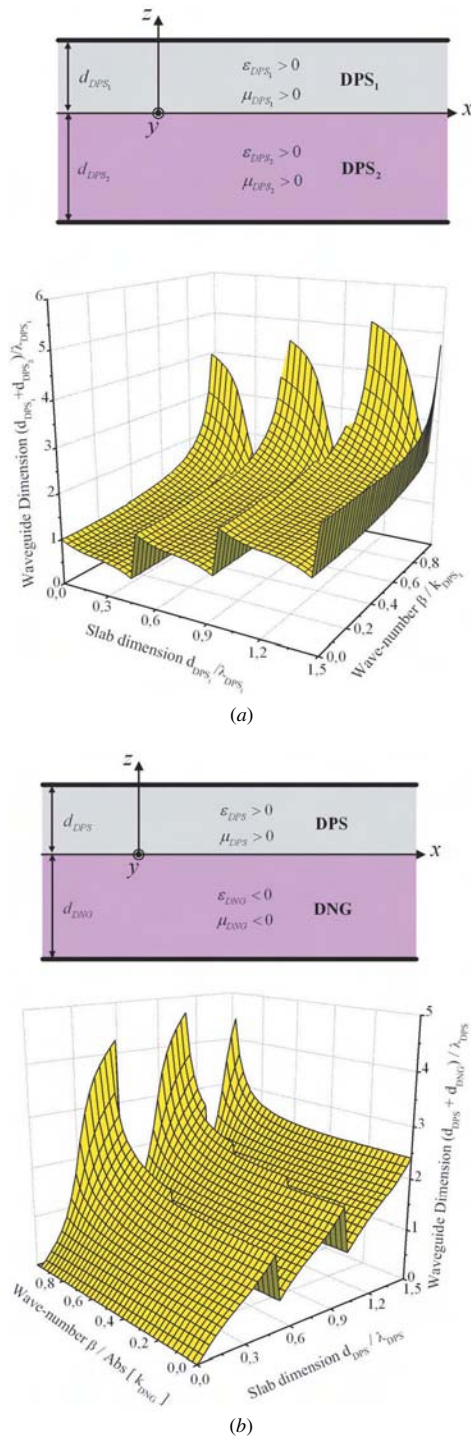 z
d_DPS₁
ε_DPS₁ > 0
μ_DPS₁ > 0
DPS₁
x
y
d_DPS₂
ε_DPS₂ > 0
μ_DPS₂ > 0
DPS₂
Waveguide Dimension (d_DPS₁+d_DPS₂)/λ_DPS₁
6
5
4
3
2
1
0
0,0
0,3
0,6
0,9
1,2
1,5
Slab dimension d_DPS₁/λ_DPS₁
0,0
0,2
0,4
0,6
0,8
Wave-number β / k_DPS₁
(a)
z
d_DPS
ε_DPS > 0
μ_DPS > 0
DPS
x
y
d_DNG
ε_DNG < 0
μ_DNG < 0
DNG
5
4
3
2
1
0
Waveguide Dimension (d_DPS + d_DNG) / λ_DPS
0,8
0,6
0,4
0,2
0,0
Wave-number β / Abs [ k_DNG ]
0,0
0,3
0,6
0,9
1,2
1,5
Slab dimension d_DPS / λ_DPS
(b)